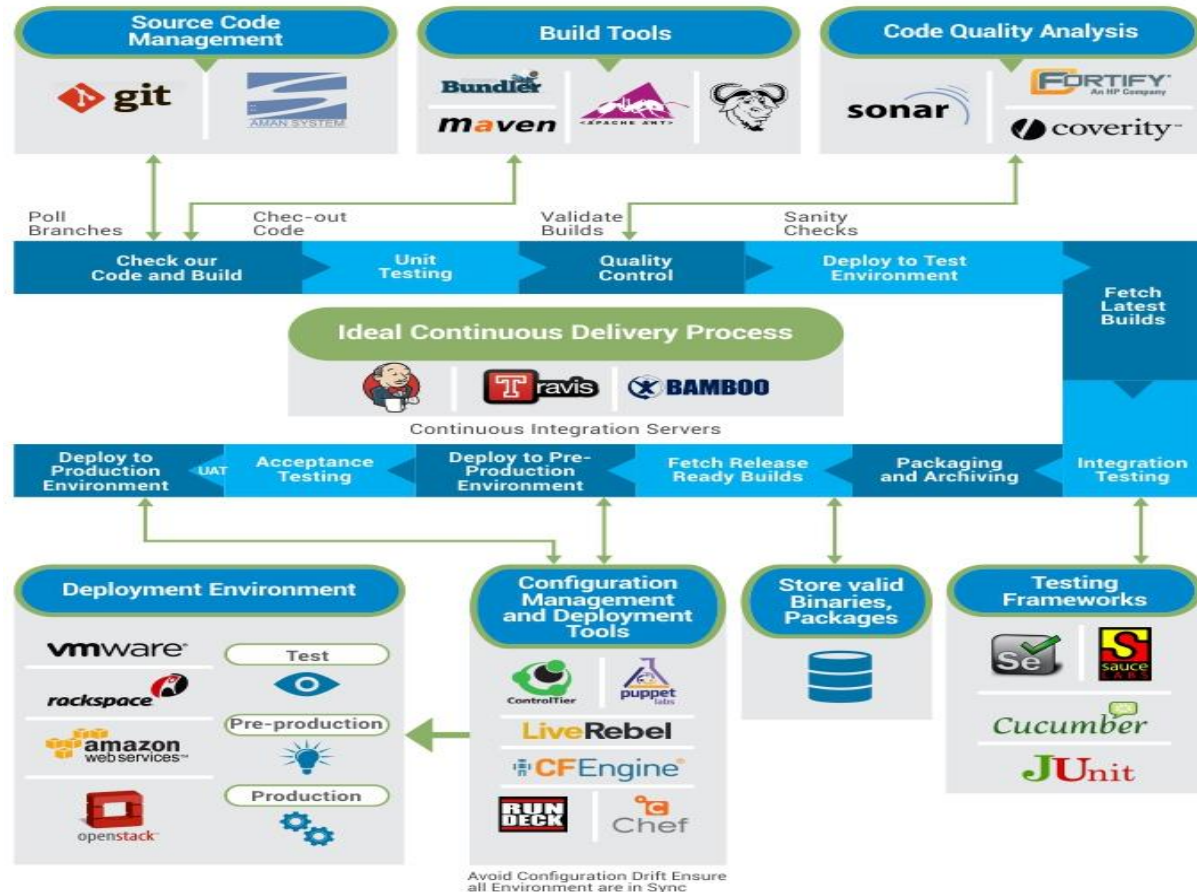 Source Code
Management
Build Tools
Code Quality Analysis
git
AMAN SYSTEM
Bundler
maven
<APACHE ANT>
sonar
FORTIFY
An HP Company
coverity™
Poll
Branches
Chec-out
Code
Validate
Builds
Sanity
Checks
Check our
Code and Build
Unit
Testing
Quality
Control
Deploy to Test
Environment
Fetch
Latest
Builds
Ideal Continuous Delivery Process
Travis
BAMBOO
Continuous Integration Servers
Deploy to
Production
Environment
UAT
Acceptance
Testing
Deploy to Pre-
Production
Environment
Fetch Release
Ready Builds
Packaging
and Archiving
Integration
Testing
Deployment Environment
vmware®
rackspace
amazon
web services™
openstack™
Test
Pre-production
Production
Configuration
Management
and Deployment
Tools
ControlTier
puppet
labs
LiveRebel
CFEngine®
RUN
DECK
Chef
Avoid Configuration Drift Ensure
all Environment are in Sync
Store valid
Binaries,
Packages
Testing
Frameworks
Se
S
sauce
LABS
Cucumber
JUnit